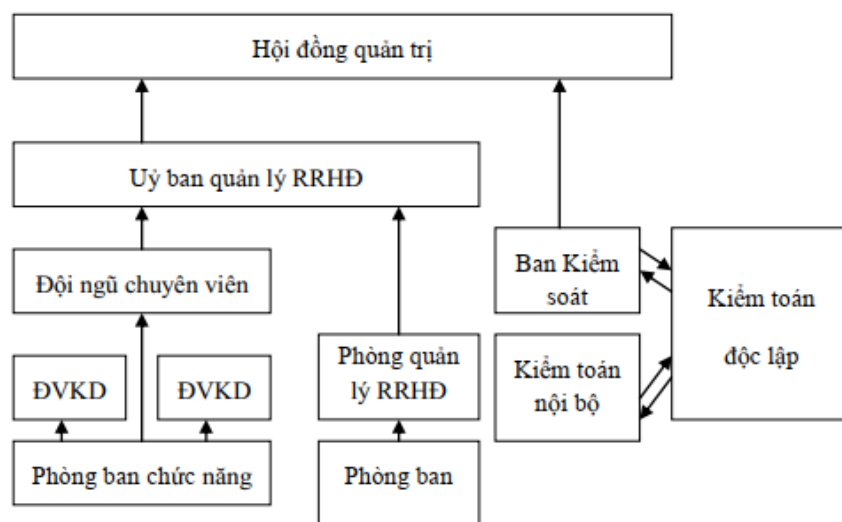 Hội đồng quản trị
Uỷ ban quản lý RRHĐ
Đội ngũ chuyên viên
Ban Kiểm
soát
Kiểm toán
độc lập
ĐVKD
ĐVKD
Phòng quản
lý RRHĐ
Kiểm toán
nội bộ
Phòng ban chức năng
Phòng ban